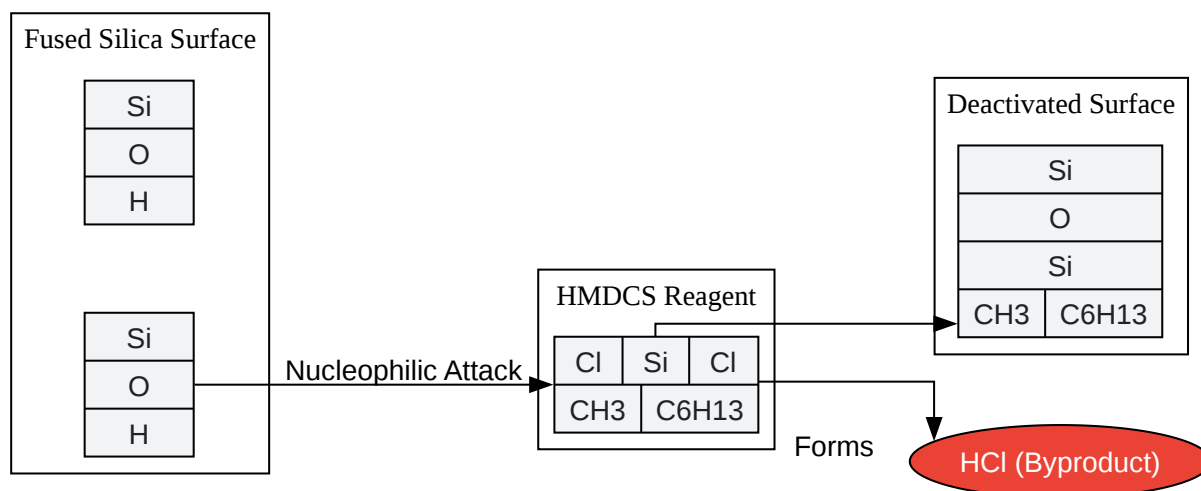 Fused Silica Surface
Si
O
H
Si
O
H
Nucleophilic Attack
HMDCS Reagent
Cl Si Cl
CH3 C6H13
Forms
Deactivated Surface
Si
O
Si
CH3 C6H13
HCl (Byproduct)